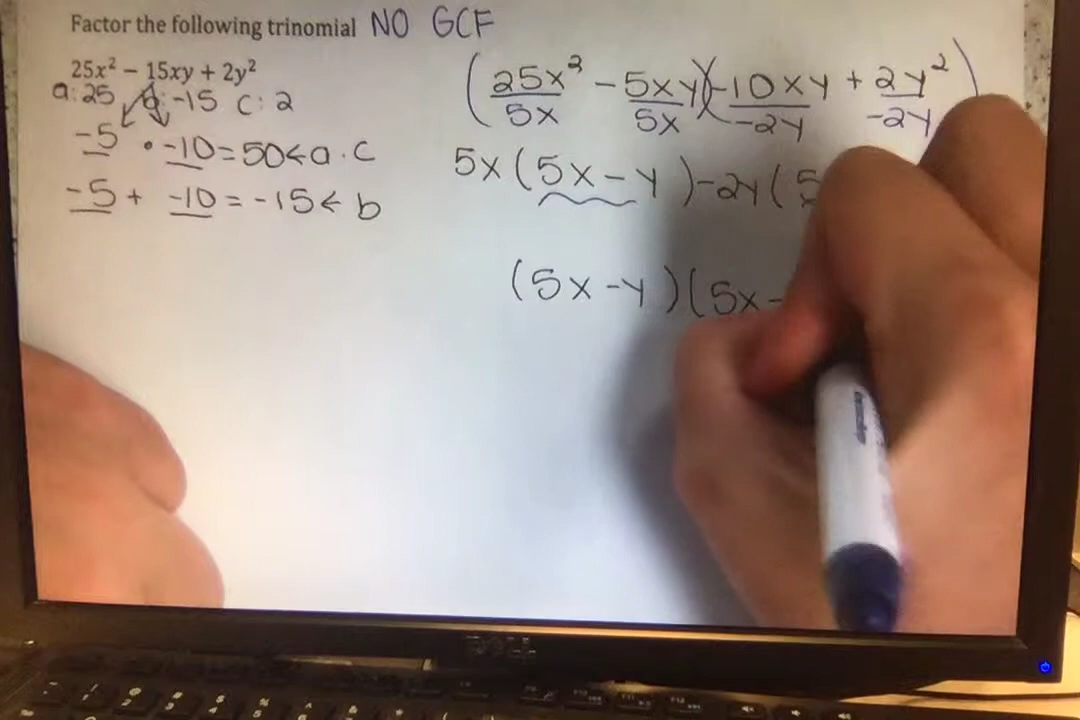 Factor the following trinomial NO GCF
25x² – 15xy + 2y²
a: 25 b: -15 c: 2
-5 • -10 = 50 < a · c
-5 + -10 = -15 < b
(25x² - 5xy)(-10xy + 2y²)
5x 5x -2y -2y
5x(5x-y)-2y(5
(5x-y)(5x-
DELL